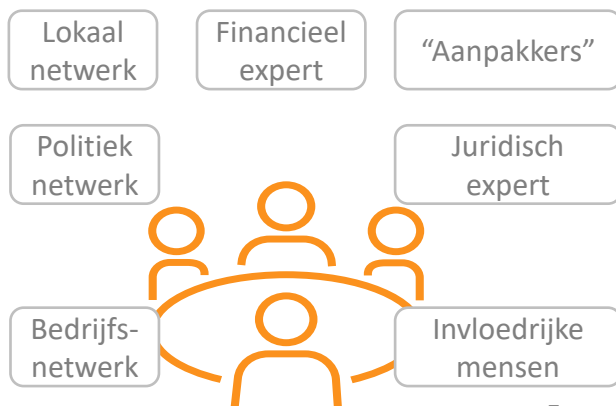 Lokaal
netwerk
Financieel
expert
“Aanpakkers”
Politiek
netwerk
Juridisch
expert
Bedrijfs-
netwerk
Invloedrijke
mensen